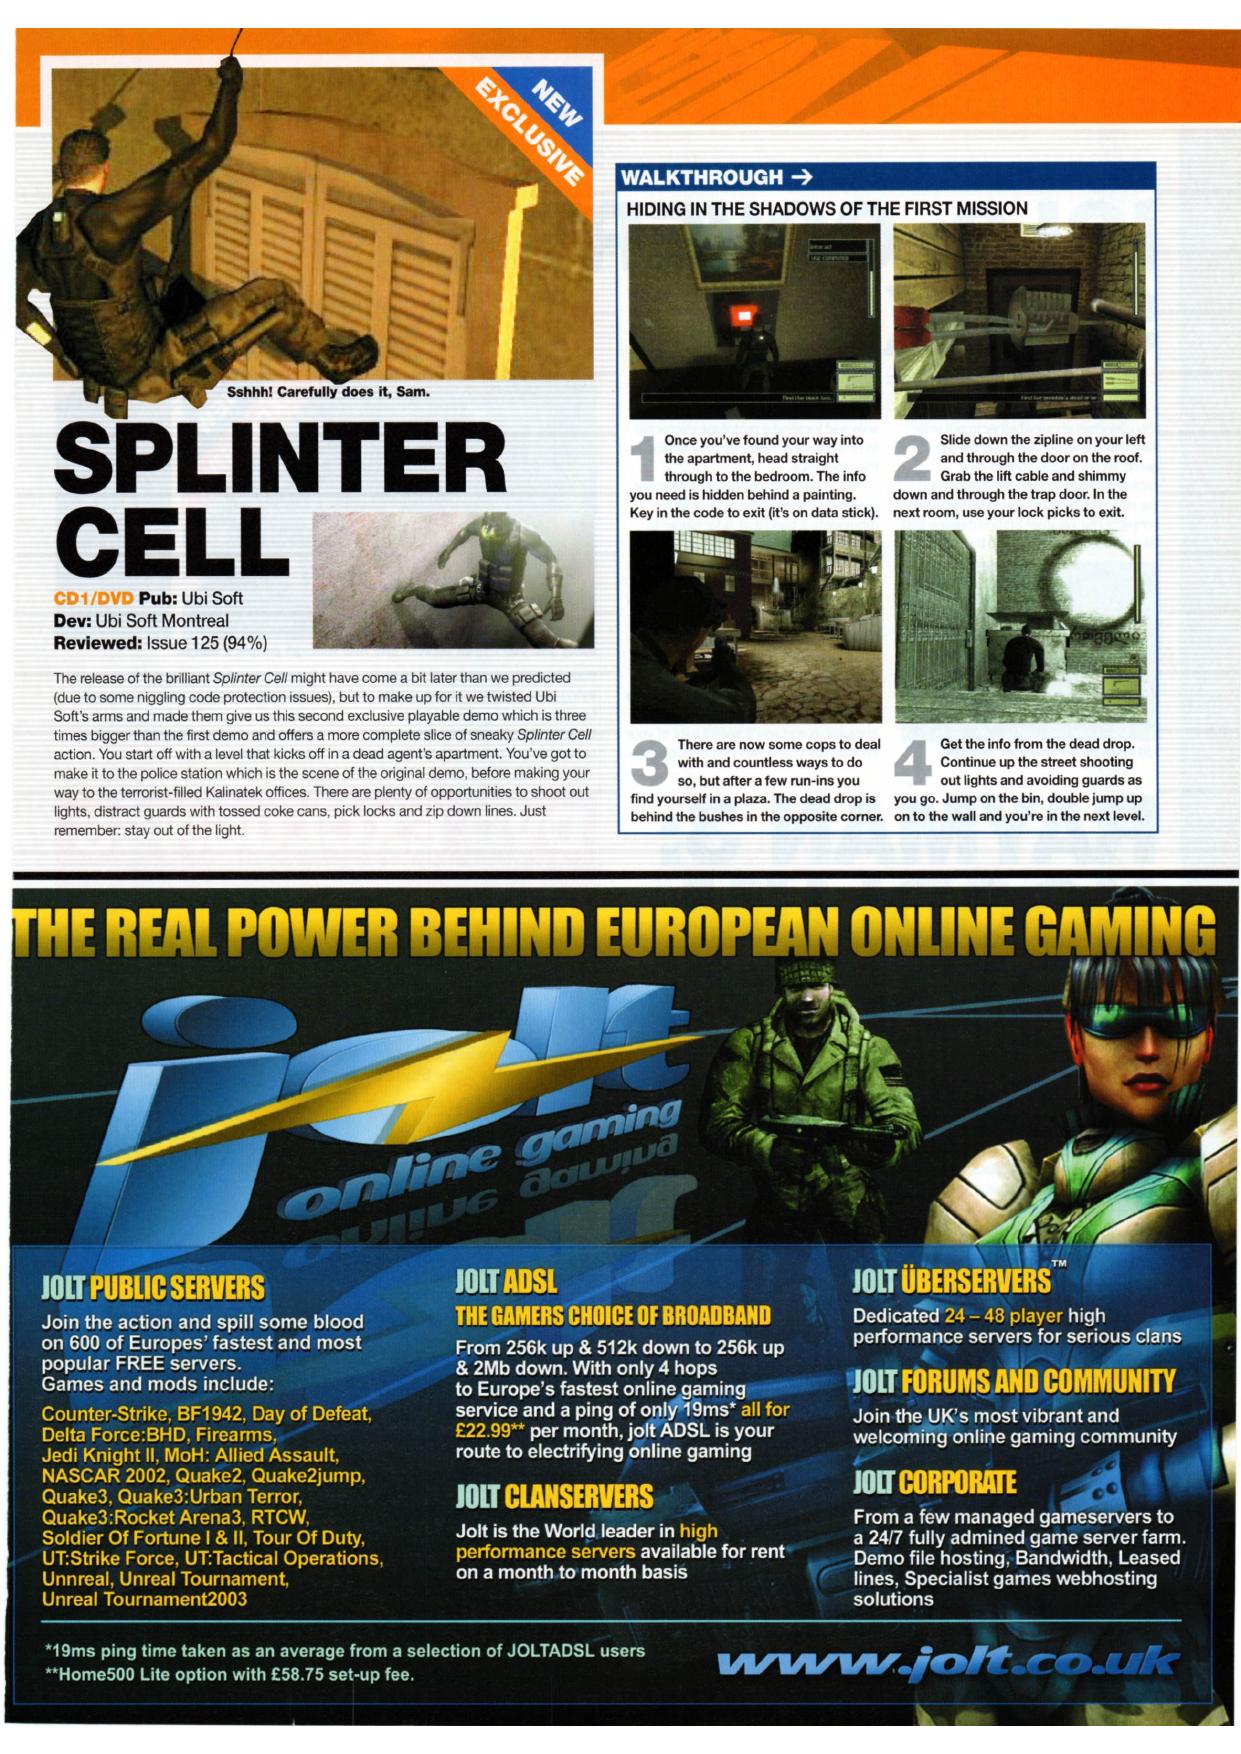 NEW
EXCLUSIVE
Sshhh! Carefully does it, Sam.
SPLINTER
CELL
CD1/DVD Pub: Ubi Soft
Dev: Ubi Soft Montreal
Reviewed: Issue 125 (94%)
The release of the brilliant Splinter Cell might have come a bit later than we predicted
(due to some niggling code protection issues), but to make up for it we twisted Ubi
Soft's arms and made them give us this second exclusive playable demo which is three
times bigger than the first demo and offers a more complete slice of sneaky Splinter Cell
action. You start off with a level that kicks off in a dead agent's apartment. You've got to
make it to the police station which is the scene of the original demo, before making your
way to the terrorist-filled Kalinatek offices. There are plenty of opportunities to shoot out
lights, distract guards with tossed coke cans, pick locks and zip down lines. Just
remember: stay out of the light.
WALKTHROUGH →
HIDING IN THE SHADOWS OF THE FIRST MISSION
1 Once you've found your way into
the apartment, head straight
through to the bedroom. The info
you need is hidden behind a painting.
Key in the code to exit (it's on data stick).
2 Slide down the zipline on your left
and through the door on the roof.
Grab the lift cable and shimmy
down and through the trap door. In the
next room, use your lock picks to exit.
3 There are now some cops to deal
with and countless ways to do
so, but after a few run-ins you
find yourself in a plaza. The dead drop is
behind the bushes in the opposite corner.
4 Get the info from the dead drop.
Continue up the street shooting
out lights and avoiding guards as
you go. Jump on the bin, double jump up
on to the wall and you're in the next level.
THE REAL POWER BEHIND EUROPEAN ONLINE GAMING
jolt
online gaming
JOLT PUBLIC SERVERS
Join the action and spill some blood
on 600 of Europes' fastest and most
popular FREE servers.
Games and mods include:
Counter-Strike, BF1942, Day of Defeat,
Delta Force:BHD, Firearms,
Jedi Knight II, MoH: Allied Assault,
NASCAR 2002, Quake2, Quake2jump,
Quake3, Quake3:Urban Terror,
Quake3:Rocket Arena3, RTCW,
Soldier Of Fortune I & II, Tour Of Duty,
UT:Strike Force, UT:Tactical Operations,
Unnreal, Unreal Tournament,
Unreal Tournament2003
JOLT ADSL
THE GAMERS CHOICE OF BROADBAND
From 256k up & 512k down to 256k up
& 2Mb down. With only 4 hops
to Europe's fastest online gaming
service and a ping of only 19ms* all for
£22.99** per month, jolt ADSL is your
route to electrifying online gaming
JOLT CLANSERVERS
Jolt is the World leader in high
performance servers available for rent
on a month to month basis
JOLT ÜBERSERVERS™
Dedicated 24 – 48 player high
performance servers for serious clans
JOLT FORUMS AND COMMUNITY
Join the UK's most vibrant and
welcoming online gaming community
JOLT CORPORATE
From a few managed gameservers to
a 24/7 fully admined game server farm.
Demo file hosting, Bandwidth, Leased
lines, Specialist games webhosting
solutions
*19ms ping time taken as an average from a selection of JOLTADSL users
**Home500 Lite option with £58.75 set-up fee.
www.jolt.co.uk